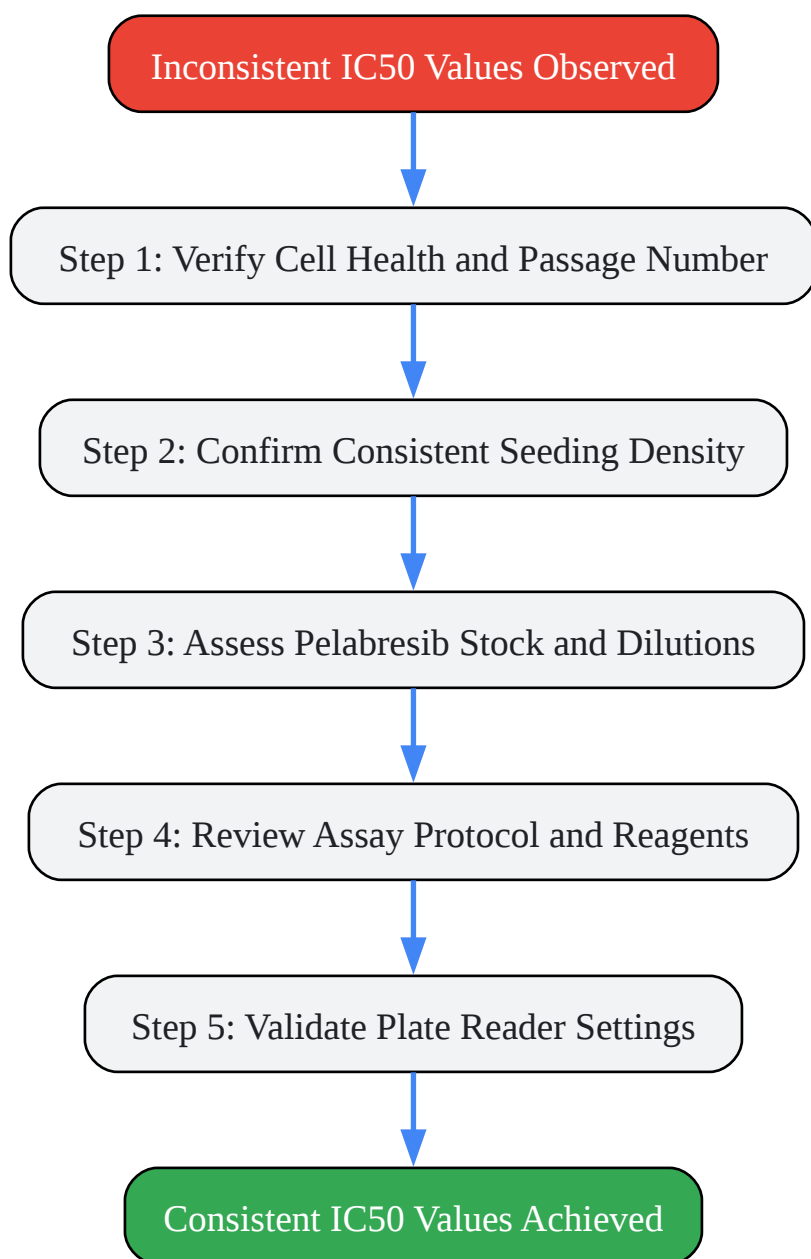 Inconsistent IC50 Values Observed
Step 1: Verify Cell Health and Passage Number
Step 2: Confirm Consistent Seeding Density
Step 3: Assess Pelabresib Stock and Dilutions
Step 4: Review Assay Protocol and Reagents
Step 5: Validate Plate Reader Settings
Consistent IC50 Values Achieved